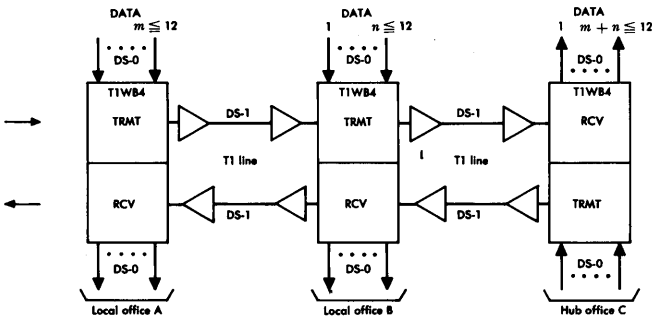 DATA
m ≦ 12
DS-0
T1WB4
TRMT
RCV
DS-0
Local office A
DS-1
T1 line
DS-1
DATA
1 n ≦ 12
DS-0
T1WB4
TRMT
RCV
DS-0
Local office B
DS-1
l T1 line
DS-1
DATA
1 m + n ≦ 12
DS-0
T1WB4
RCV
TRMT
DS-0
Hub office C